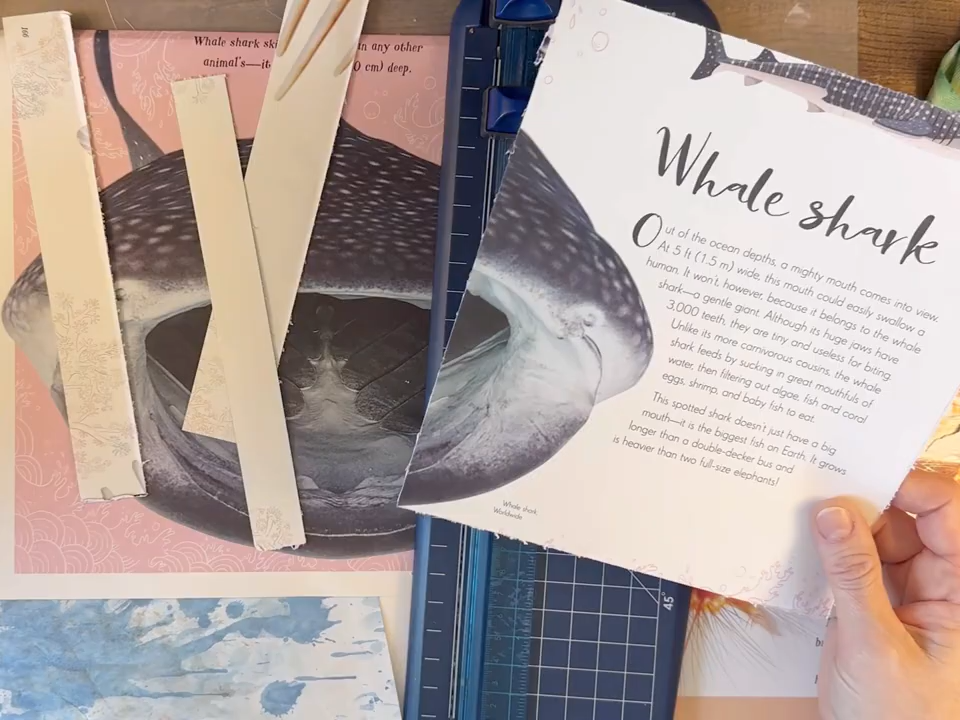 166
Whale shark in any other
animal's—it 0 cm) deep.
Whale shark
Out of the ocean depths, a mighty mouth comes into view.
At 5 ft (1.5 m) wide, this mouth could easily swallow a
human. It won't, however, because it belongs to the whale
shark—a gentle giant. Although its huge jaws have
3,000 teeth, they are tiny and useless for biting.
Unlike its more carnivorous cousins, the whale
shark feeds by sucking in great mouthfuls of
water, then filtering out algae, fish and coral
eggs, shrimp, and baby fish to eat.
This spotted shark doesn't just have a big
mouth—it is the biggest fish on Earth. It grows
longer than a double-decker bus and
is heavier than two full-size elephants!
Whale shark
Worldwide
45°